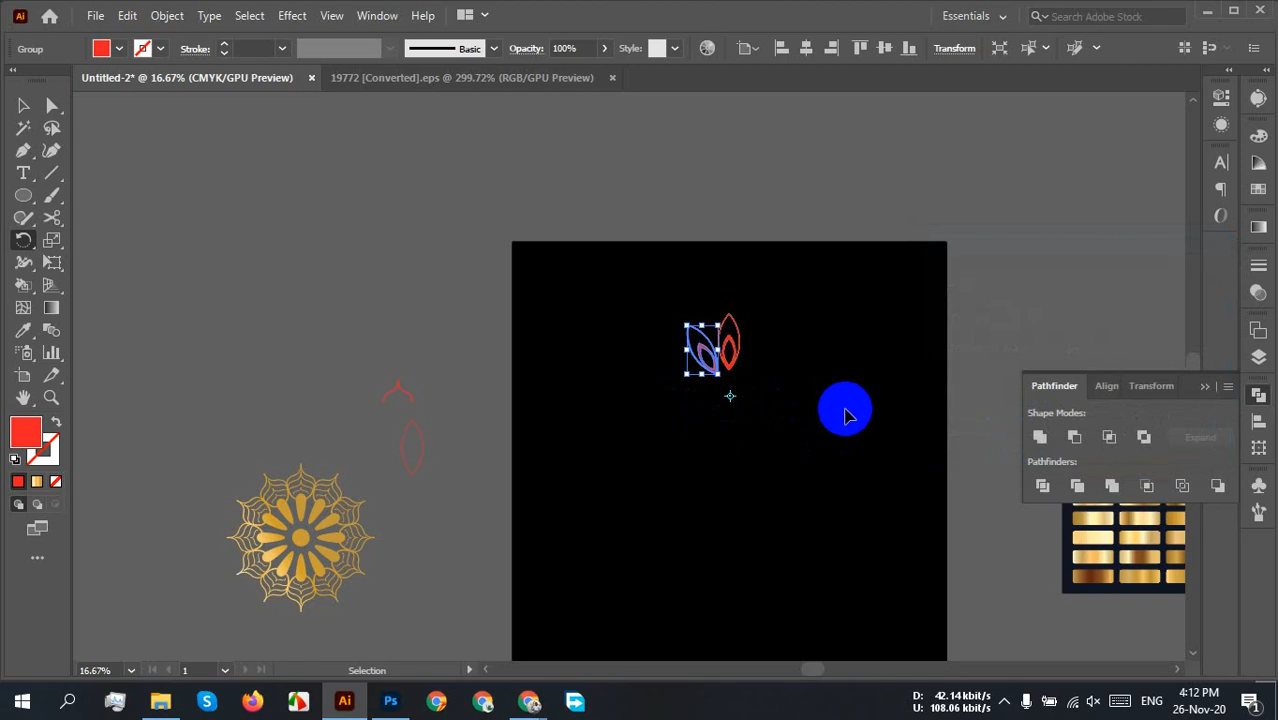 Ai File Edit Object Type Select Effect View Window Help Essentials Search Adobe Stock
Group Stroke: Basic Opacity: 100% Style: Transform
Untitled-2* @ 16.67% (CMYK/GPU Preview) × 19772 [Converted].eps @ 299.72% (RGB/GPU Preview) ×
Pathfinder Align Transform
Shape Modes:
Expand
Pathfinders:
16.67% 1 Selection
Ai Ps D: 42.14 kbit/s ENG 4:12 PM
U: 108.06 kbit/s 26-Nov-20